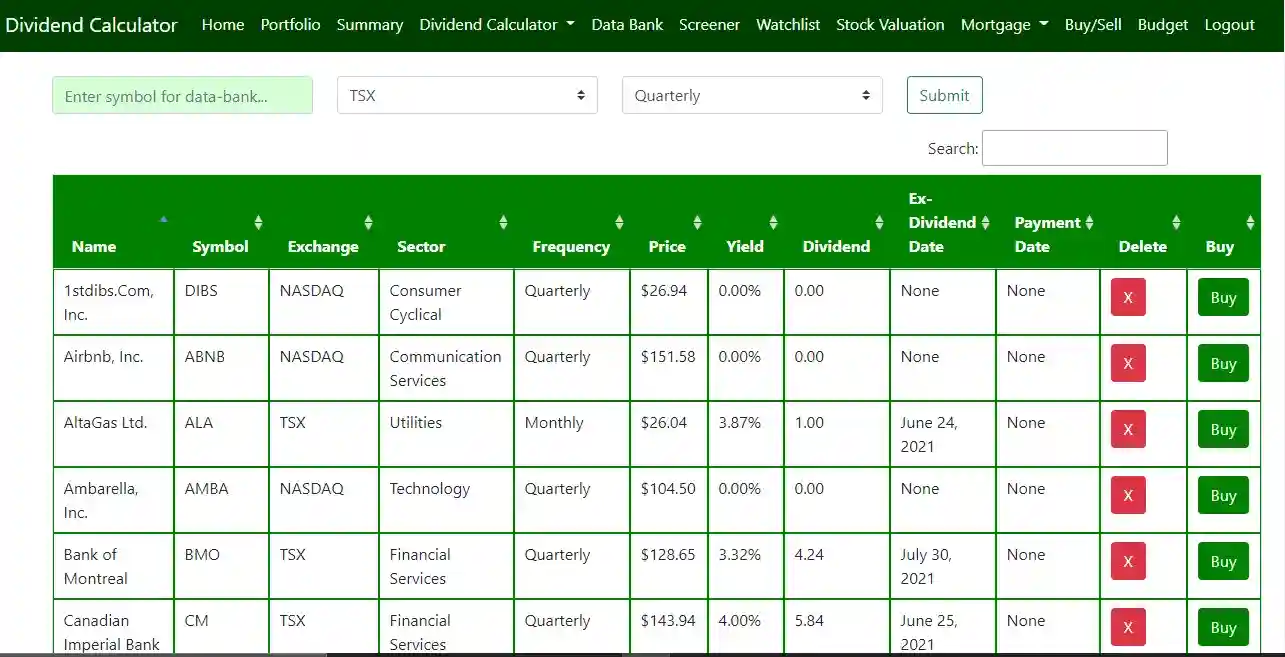 Dividend Calculator Home Portfolio Summary Dividend Calculator Data Bank Screener Watchlist Stock Valuation Mortgage Buy/Sell Budget Logout
Enter symbol for data-bank... TSX Quarterly Submit
Search:
Name Symbol Exchange Sector Frequency Price Yield Dividend Ex-Dividend Date Payment Date Delete Buy
1stdibs.Com, Inc. DIBS NASDAQ Consumer Cyclical Quarterly $26.94 0.00% 0.00 None None X Buy
Airbnb, Inc. ABNB NASDAQ Communication Services Quarterly $151.58 0.00% 0.00 None None X Buy
AltaGas Ltd. ALA TSX Utilities Monthly $26.04 3.87% 1.00 June 24, 2021 None X Buy
Ambarella, Inc. AMBA NASDAQ Technology Quarterly $104.50 0.00% 0.00 None None X Buy
Bank of Montreal BMO TSX Financial Services Quarterly $128.65 3.32% 4.24 July 30, 2021 None X Buy
Canadian Imperial Bank CM TSX Financial Services Quarterly $143.94 4.00% 5.84 June 25, 2021 None X Buy